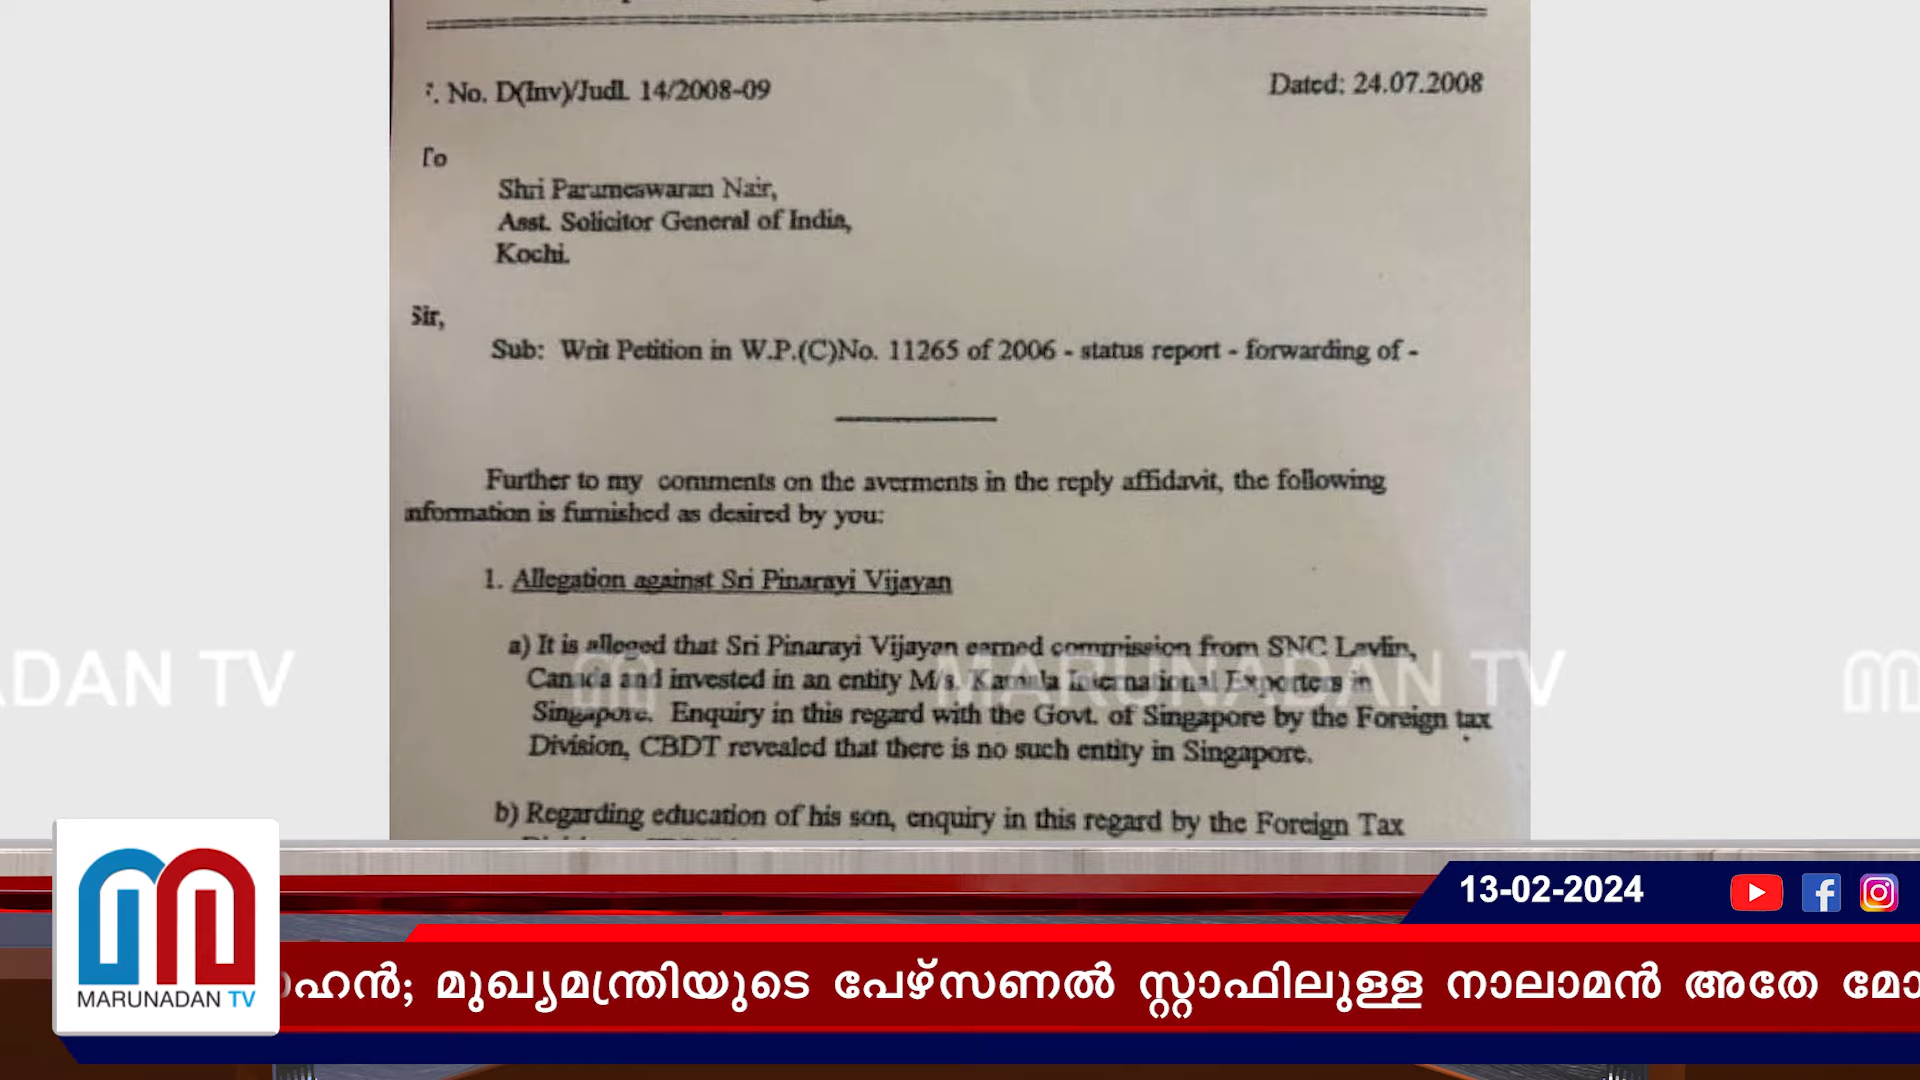 No. D(Inv)/Judl. 14/2008-09
Dated: 24.07.2008
To
Shri Parameswaran Nair,
Asst. Solicitor General of India,
Kochi.
Sir,
Sub: Writ Petition in W.P.(C)No. 11265 of 2006 - status report - forwarding of -
Further to my comments on the averments in the reply affidavit, the following
information is furnished as desired by you:
1. Allegation against Sri Pinarayi Vijayan
a) It is alleged that Sri Pinarayi Vijayan earned commission from SNC Lavlin,
Canada and invested in an entity M/s. Kamala International Exporters in
Singapore. Enquiry in this regard with the Govt. of Singapore by the Foreign tax
Division, CBDT revealed that there is no such entity in Singapore.
b) Regarding education of his son, enquiry in this regard by the Foreign Tax
ADAN TV
MARUNADAN TV
13-02-2024
MARUNADAN TV
ഹൻ; മുഖ്യമന്ത്രിയുടെ പേഴ്സണൽ സ്റ്റാഫിലുള്ള നാലാമൻ അതേ മോ